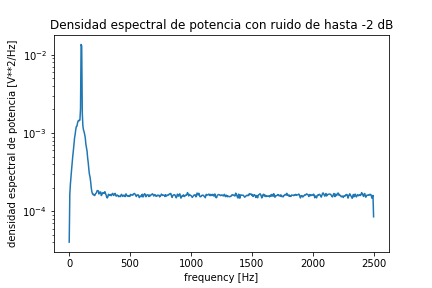 Densidad espectral de potencia con ruido de hasta -2 dB
densidad espectral de potencia [V**2/Hz]
10⁻²
10⁻³
10⁻⁴
0 500 1000 1500 2000 2500
frequency [Hz]